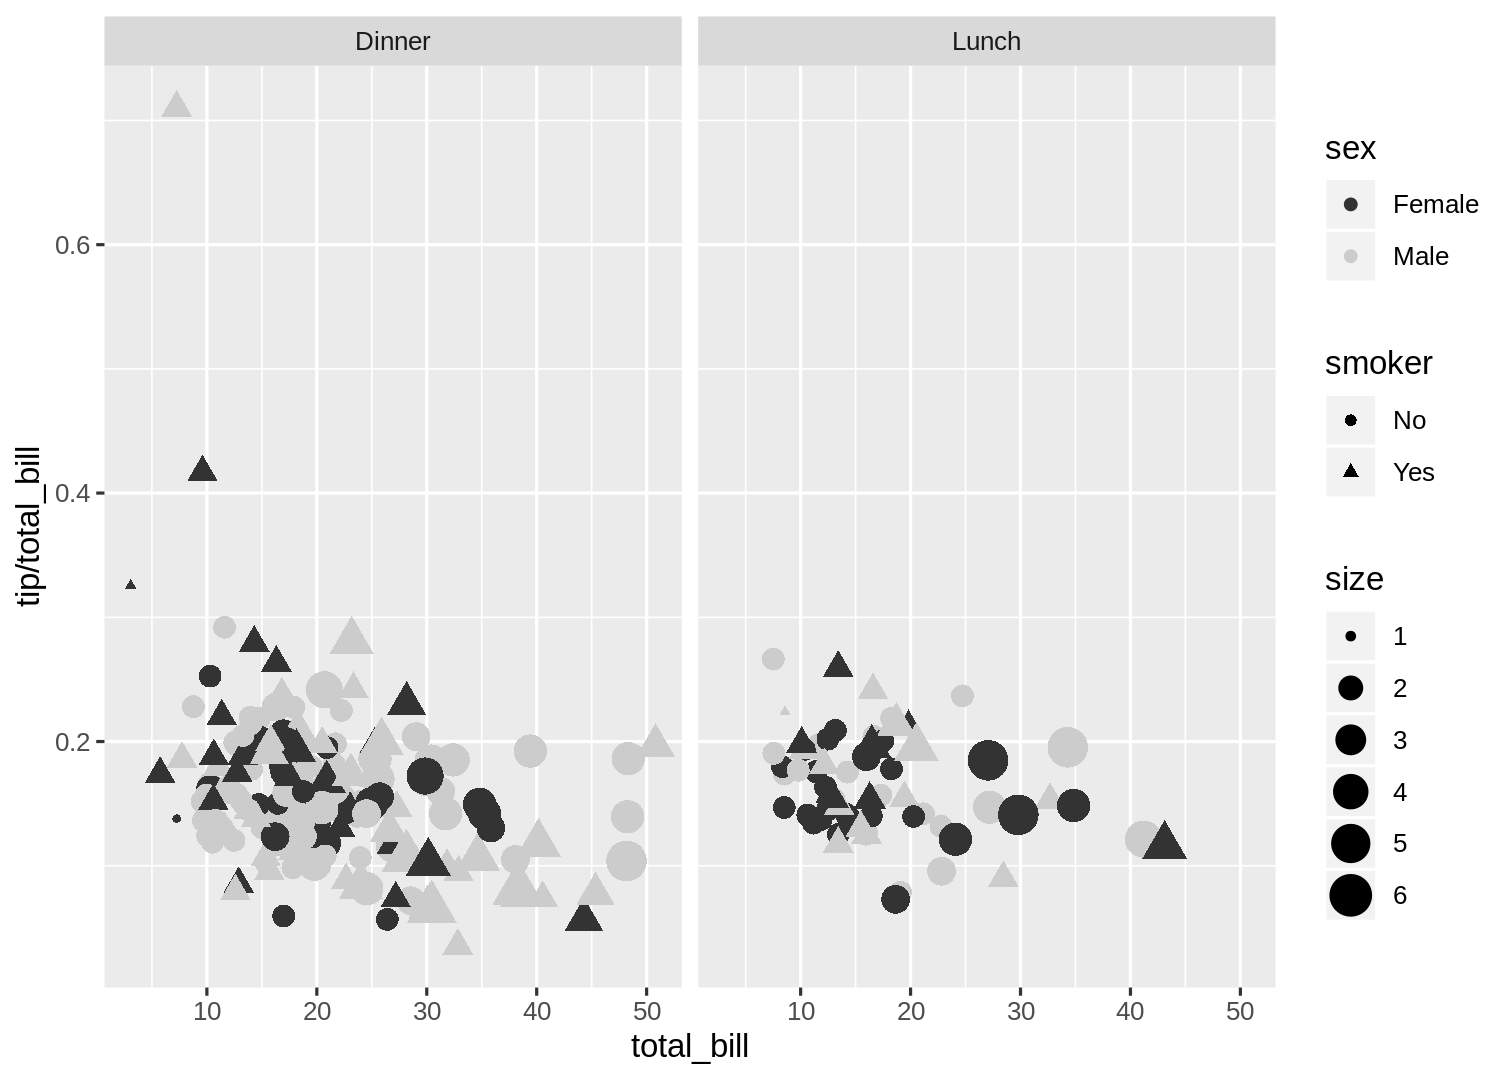 Dinner
Lunch
tip/total_bill
0.6
0.4
0.2
10 20 30 40 50
10 20 30 40 50
total_bill
sex
Female
Male
smoker
No
Yes
size
1
2
3
4
5
6